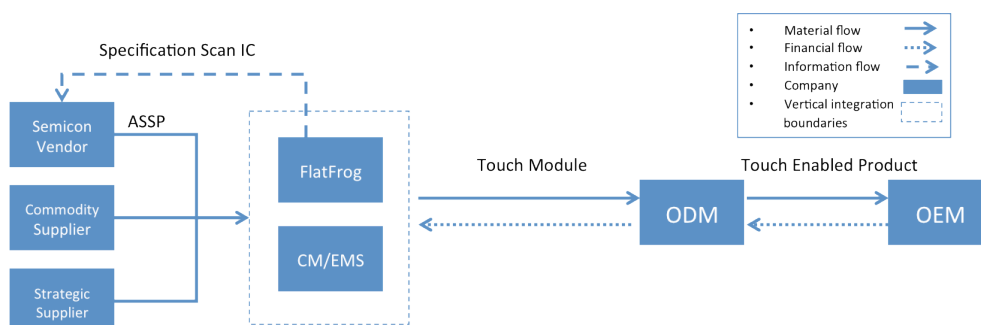 Specification Scan IC
Semicon
Vendor
ASSP
Commodity
Supplier
Strategic
Supplier
FlatFrog
CM/EMS
Touch Module
ODM
Touch Enabled Product
OEM
• Material flow
• Financial flow
• Information flow
• Company
• Vertical integration
boundaries